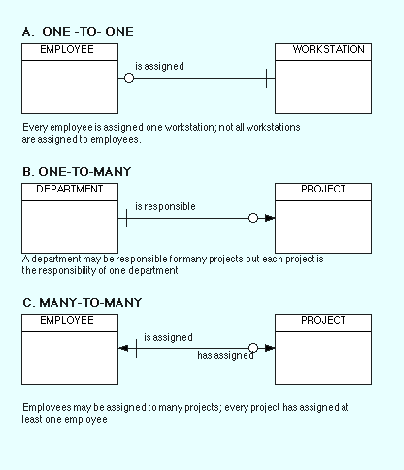 A. ONE -TO- ONE
EMPLOYEE
WORKSTATION
is assigned
Every employee is assigned one workstation; not all workstations
are assigned to employees.
B. ONE-TO-MANY
DEPARTMENT
PROJECT
is responsible
A department may be responsible for many projects but each project is
the responsibility of one department
C. MANY-TO-MANY
EMPLOYEE
PROJECT
is assigned
has assigned
Employees may be assigned to many projects; every project has assigned at
least one employee